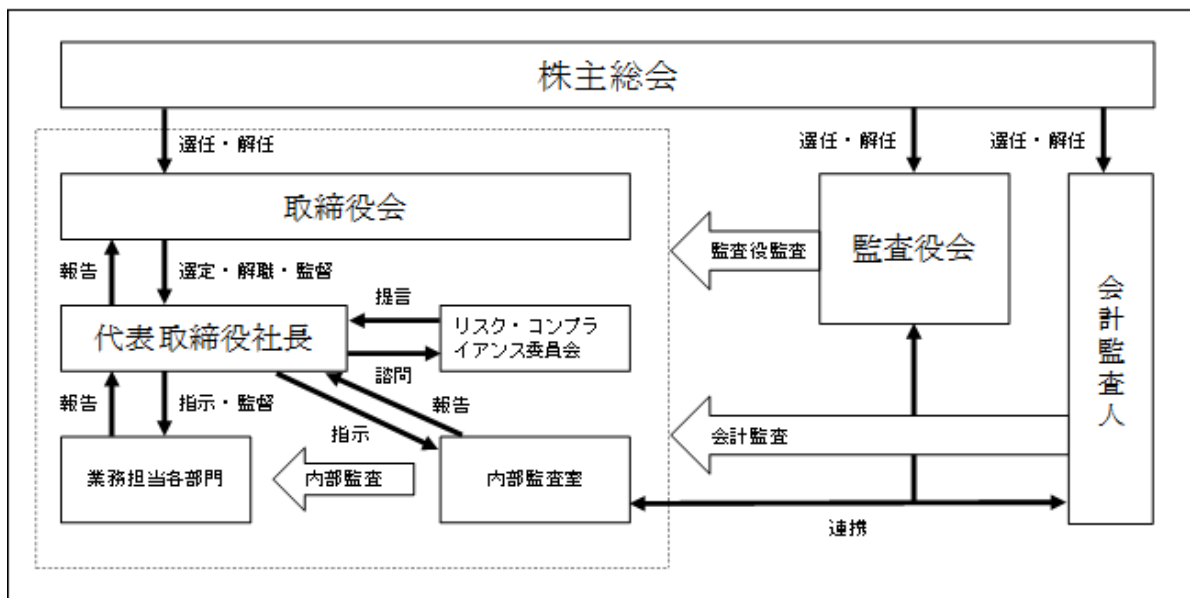 株主総会
選任・解任
選任・解任
選任・解任
取締役会
監査役会
会計監査人
監査役監査
報告
選定・解職・監督
提言
代表取締役社長
リスク・コンプラ
イアンス委員会
諮問
報告
指示・監督
報告
指示
会計監査
業務担当各部門
内部監査
内部監査室
連携